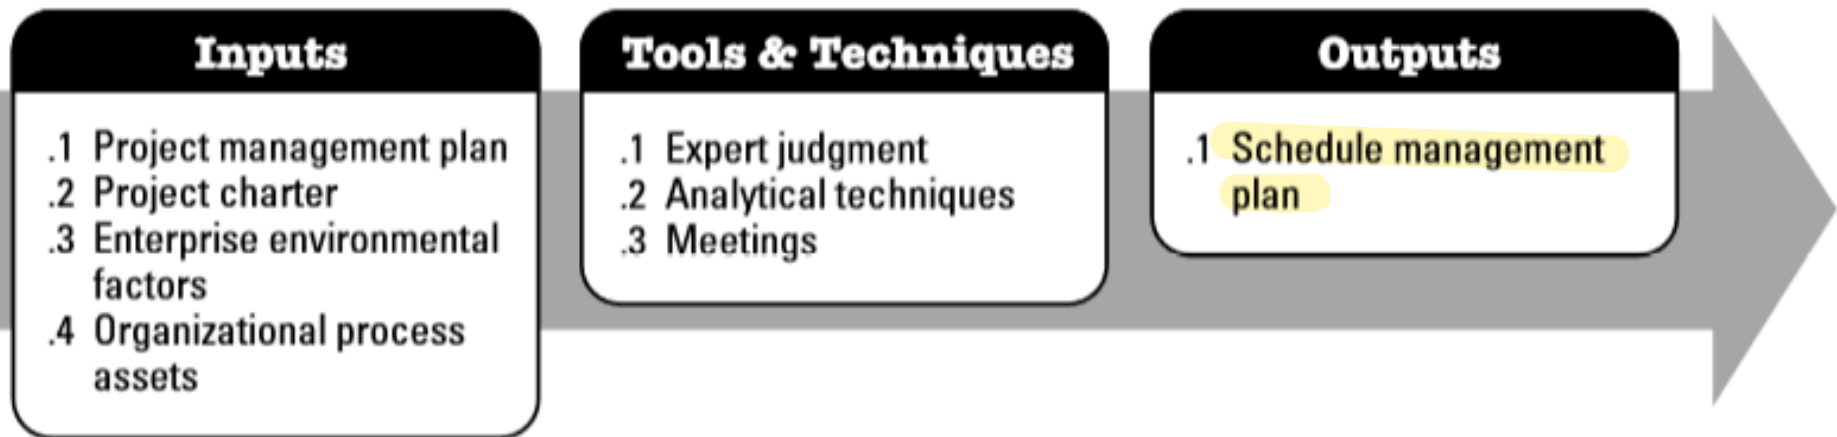 Inputs
.1 Project management plan
.2 Project charter
.3 Enterprise environmental
factors
.4 Organizational process
assets
Tools & Techniques
.1 Expert judgment
.2 Analytical techniques
.3 Meetings
Outputs
.1 Schedule management
plan